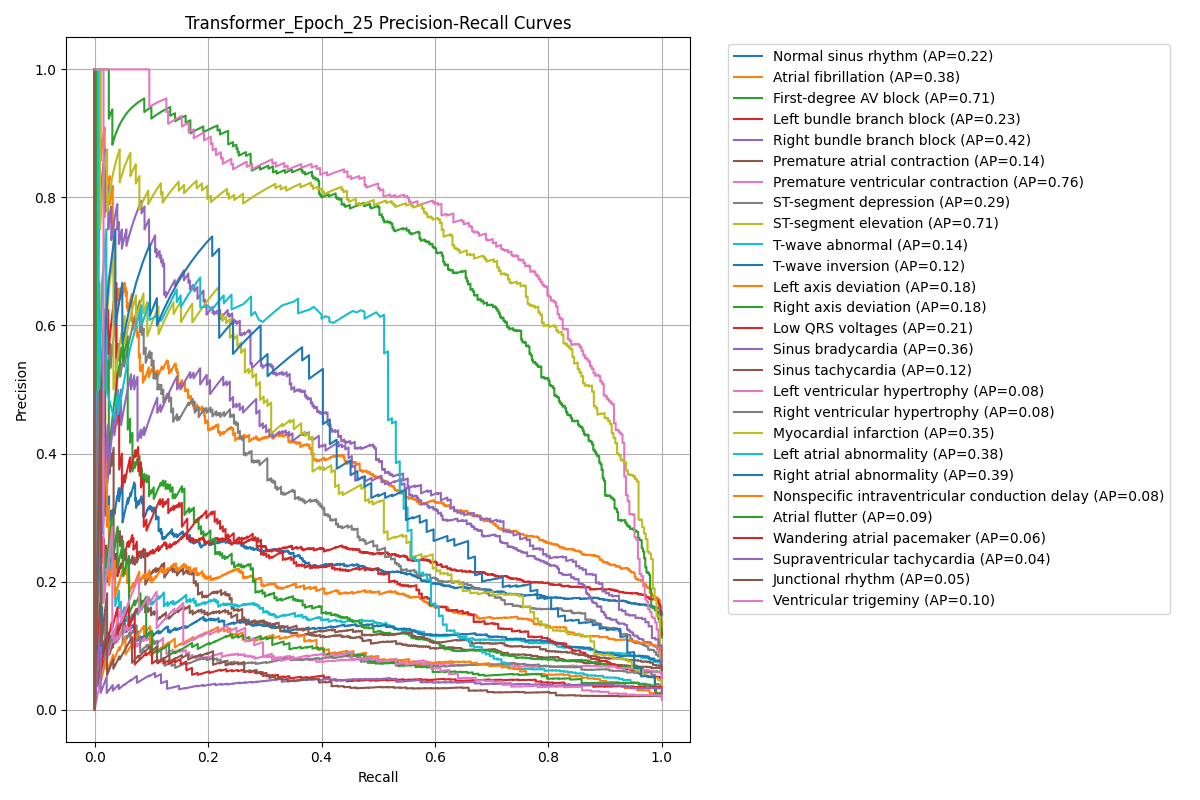 Transformer_Epoch_25 Precision-Recall Curves
1.0
0.8
0.6
0.4
0.2
0.0
Precision
0.0 0.2 0.4 0.6 0.8 1.0
Recall
Normal sinus rhythm (AP=0.22)
Atrial fibrillation (AP=0.38)
First-degree AV block (AP=0.71)
Left bundle branch block (AP=0.23)
Right bundle branch block (AP=0.42)
Premature atrial contraction (AP=0.14)
Premature ventricular contraction (AP=0.76)
ST-segment depression (AP=0.29)
ST-segment elevation (AP=0.71)
T-wave abnormal (AP=0.14)
T-wave inversion (AP=0.12)
Left axis deviation (AP=0.18)
Right axis deviation (AP=0.18)
Low QRS voltages (AP=0.21)
Sinus bradycardia (AP=0.36)
Sinus tachycardia (AP=0.12)
Left ventricular hypertrophy (AP=0.08)
Right ventricular hypertrophy (AP=0.08)
Myocardial infarction (AP=0.35)
Left atrial abnormality (AP=0.38)
Right atrial abnormality (AP=0.39)
Nonspecific intraventricular conduction delay (AP=0.08)
Atrial flutter (AP=0.09)
Wandering atrial pacemaker (AP=0.06)
Supraventricular tachycardia (AP=0.04)
Junctional rhythm (AP=0.05)
Ventricular trigeminy (AP=0.10)